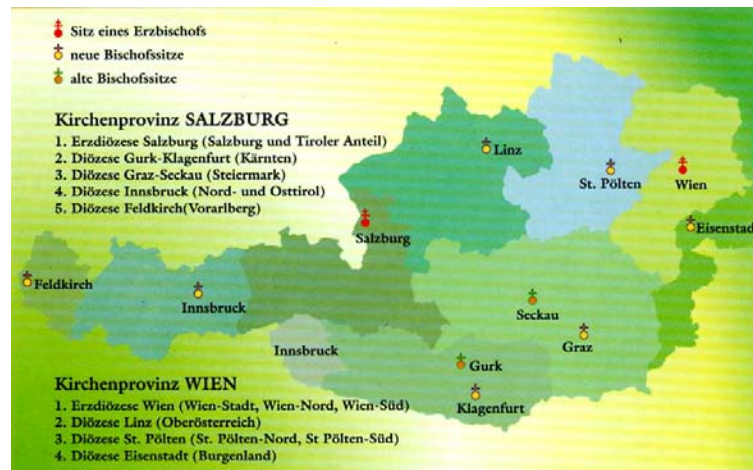 Sitz eines Erzbischofs
neue Bischofssitze
alte Bischofssitze
Kirchenprovinz SALZBURG
1. Erzdiözese Salzburg (Salzburg und Tiroler Anteil)
2. Diözese Gurk-Klagenfurt (Kärnten)
3. Diözese Graz-Seckau (Steiermark)
4. Diözese Innsbruck (Nord- und Osttirol)
5. Diözese Feldkirch(Vorarlberg)
Linz
St. Pölten
Wien
Eisenstad
Salzburg
Feldkirch
Innsbruck
Seckau
Graz
Innsbruck
Gurk
Klagenfurt
Kirchenprovinz WIEN
1. Erzdiözese Wien (Wien-Stadt, Wien-Nord, Wien-Süd)
2. Diözese Linz (Oberösterreich)
3. Diözese St. Pölten (St. Pölten-Nord, St Pölten-Süd)
4. Diözese Eisenstadt (Burgenland)